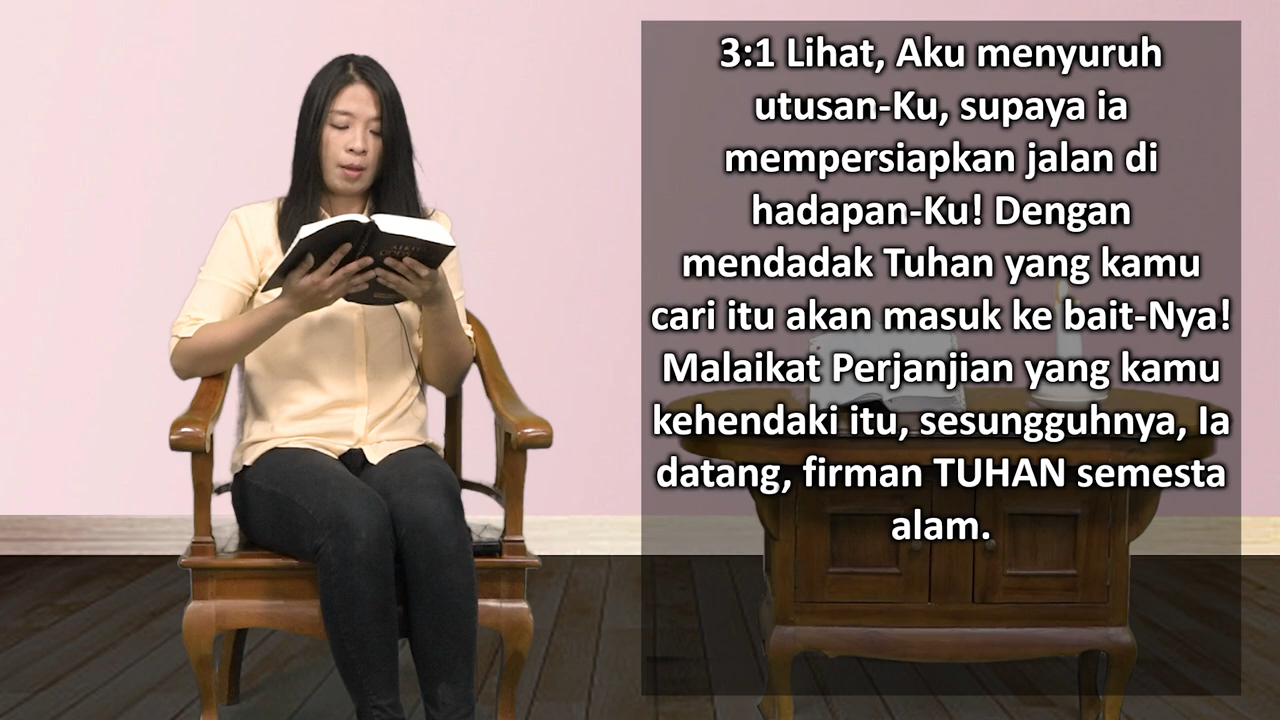 3:1 Lihat, Aku menyuruh
utusan-Ku, supaya ia
mempersiapkan jalan di
hadapan-Ku! Dengan
mendadak Tuhan yang kamu
cari itu akan masuk ke bait-Nya!
Malaikat Perjanjian yang kamu
kehendaki itu, sesungguhnya, Ia
datang, firman TUHAN semesta
alam.